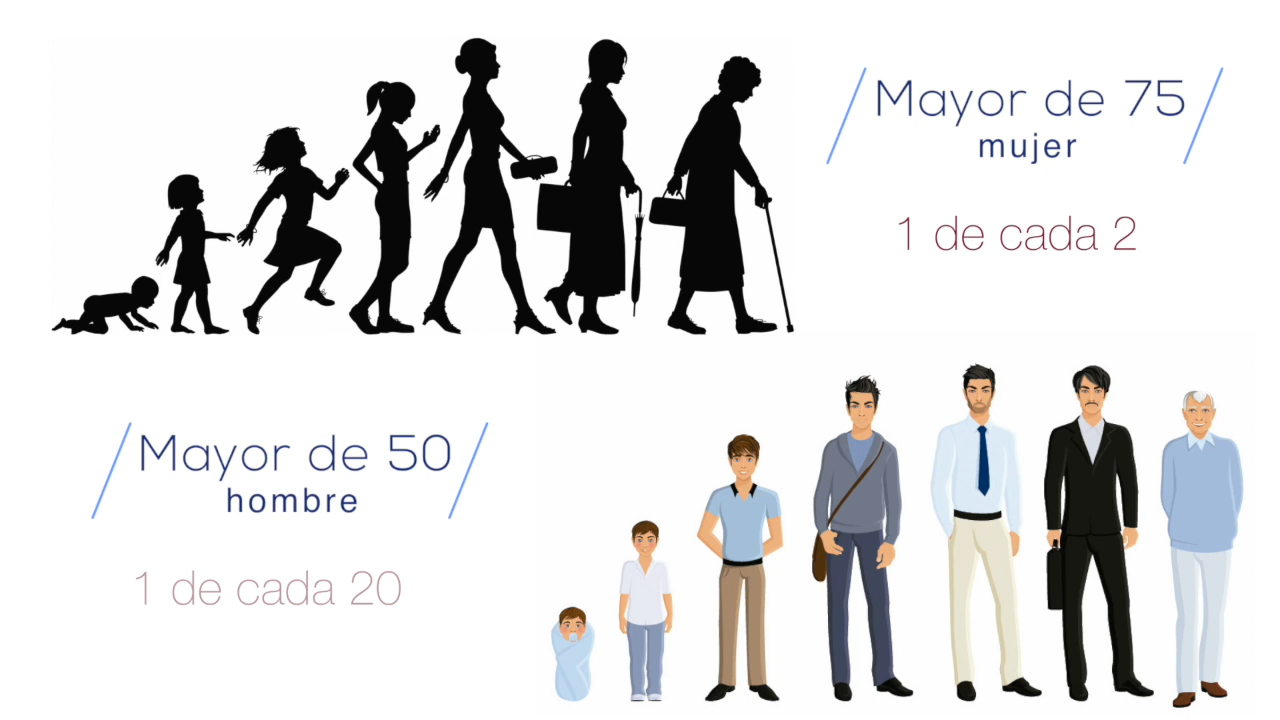 Mayor de 75
mujer
1 de cada 2
Mayor de 50
hombre
1 de cada 20